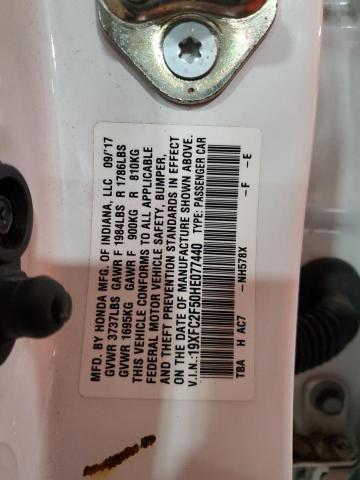 MFD. BY HONDA MFG. OF INDIANA, LLC 09/'17
GVWR 3737LBS GAWR F 1984LBS R 1786LBS
GVWR 1695KG GAWR F 900KG R 810KG
THIS VEHICLE CONFORMS TO ALL APPLICABLE
FEDERAL MOTOR VEHICLE SAFETY, BUMPER,
AND THEFT PREVENTION STANDARDS IN EFFECT
ON THE DATE OF MANUFACTURE SHOWN ABOVE.
V.I.N.:19XFC2F50HE077440 TYPE: PASSENGER CAR
TBA H AC7 -NH578X -F -E